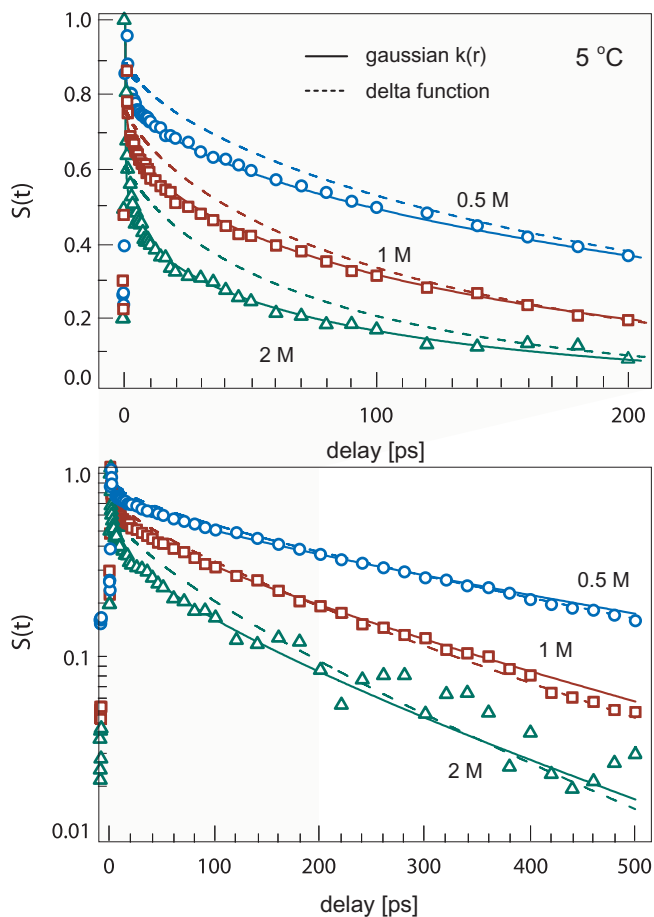 1.0
0.8
0.6
0.4
0.2
0.0
S(t)
gaussian k(r)
delta function
5 °C
0.5 M
1 M
2 M
0
100
200
delay [ps]
1.0
0.1
0.01
S(t)
0.5 M
1 M
2 M
0
100
200
300
400
500
delay [ps]